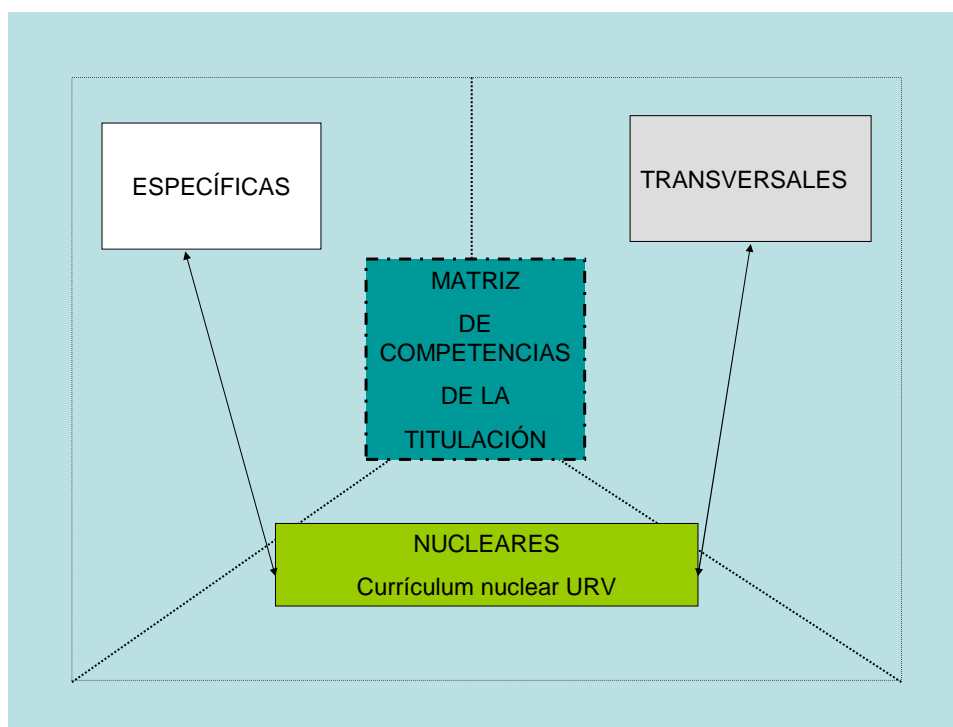 ESPECÍFICAS
TRANSVERSALES
MATRIZ
DE
COMPETENCIAS
DE LA
TITULACIÓN
NUCLEARES
Currículum nuclear URV